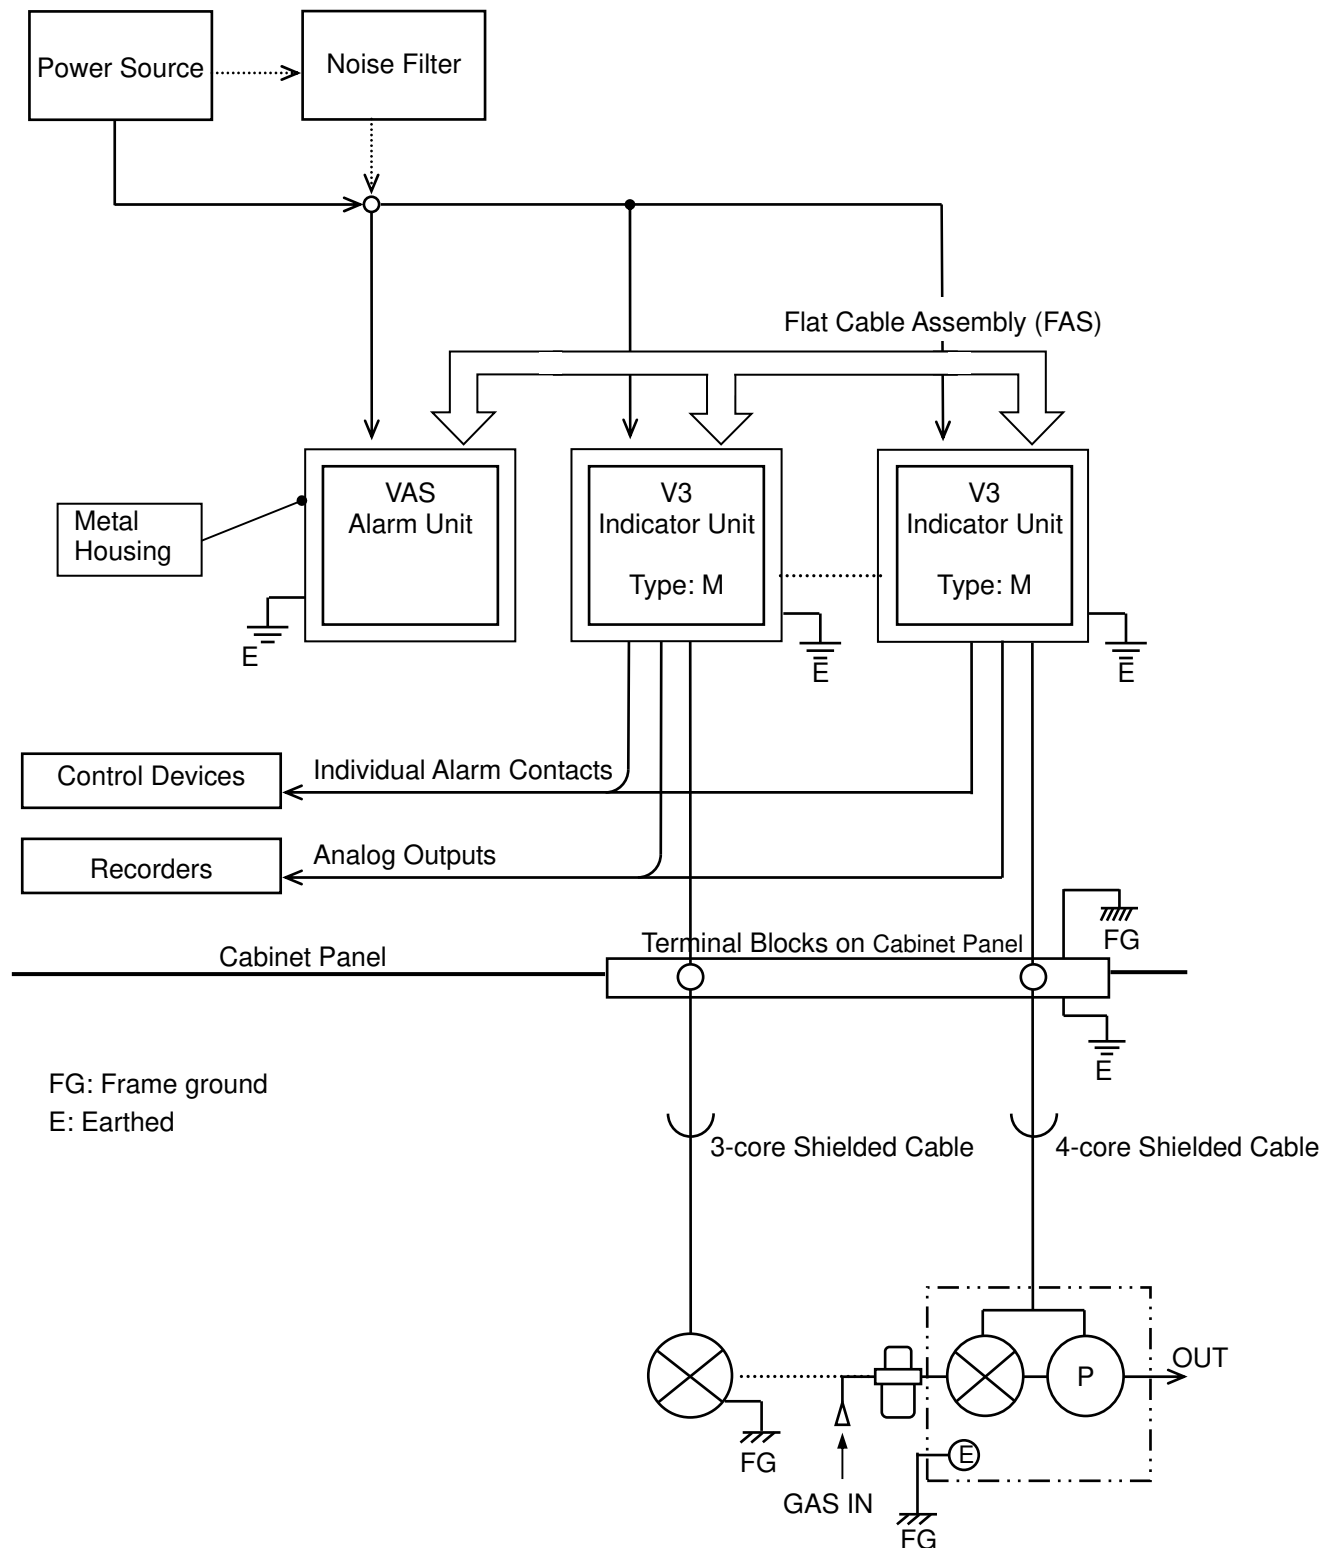 Power Source
Noise Filter
Flat Cable Assembly (FAS)
Metal
Housing
VAS
Alarm Unit
V3
Indicator Unit
Type: M
V3
Indicator Unit
Type: M
E
E
E
Control Devices
Individual Alarm Contacts
Recorders
Analog Outputs
FG
Cabinet Panel
Terminal Blocks on Cabinet Panel
E
FG: Frame ground
E: Earthed
3-core Shielded Cable
4-core Shielded Cable
OUT
P
FG
E
GAS IN
FG